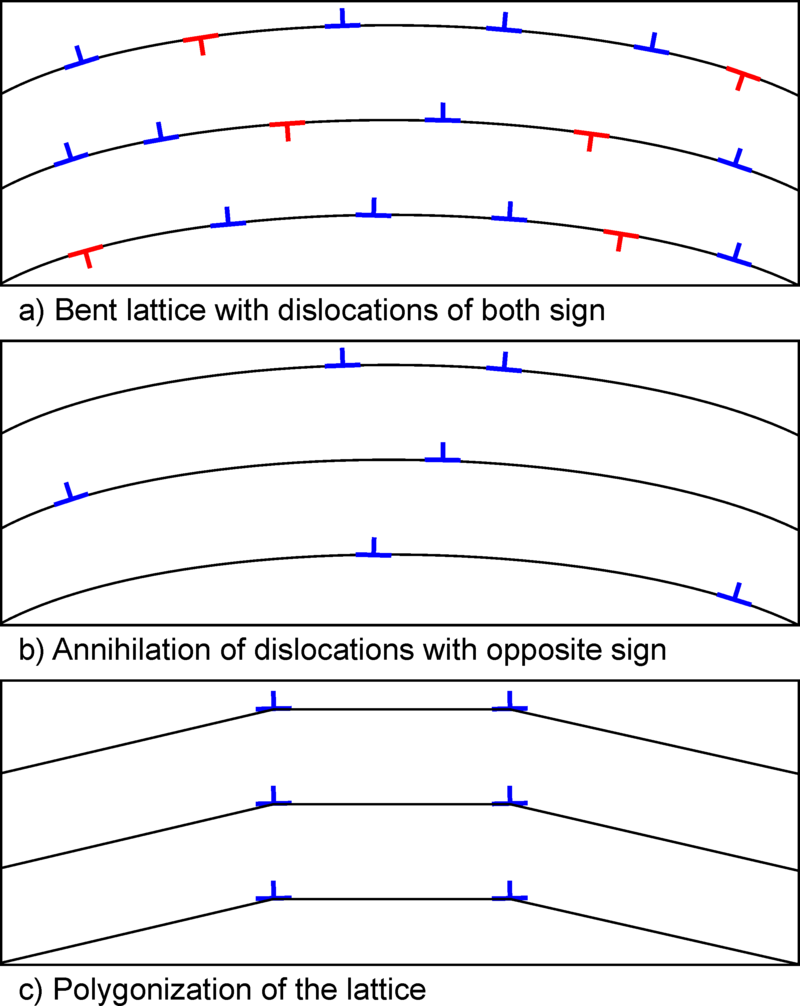 a) Bent lattice with dislocations of both sign
b) Annihilation of dislocations with opposite sign
c) Polygonization of the lattice